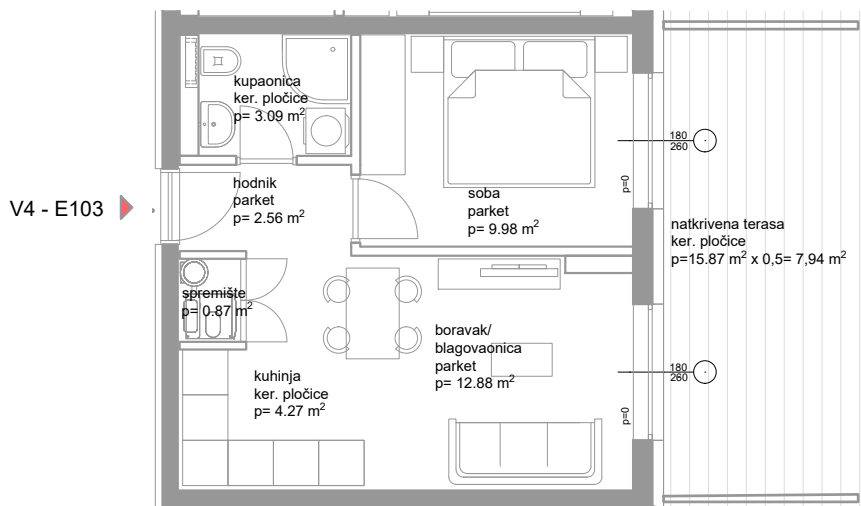 kupaonica
ker. pločice
p= 3.09 m²
V4 - E103
hodnik
parket
p= 2.56 m²
soba
parket
p= 9.98 m²
180
260
p=0
natkrivena terasa
ker. pločice
p=15.87 m² x 0,5= 7,94 m²
spremište
p= 0.87 m²
boravak/
blagovaonica
parket
p= 12.88 m²
180
260
p=0
kuhinja
ker. pločice
p= 4.27 m²